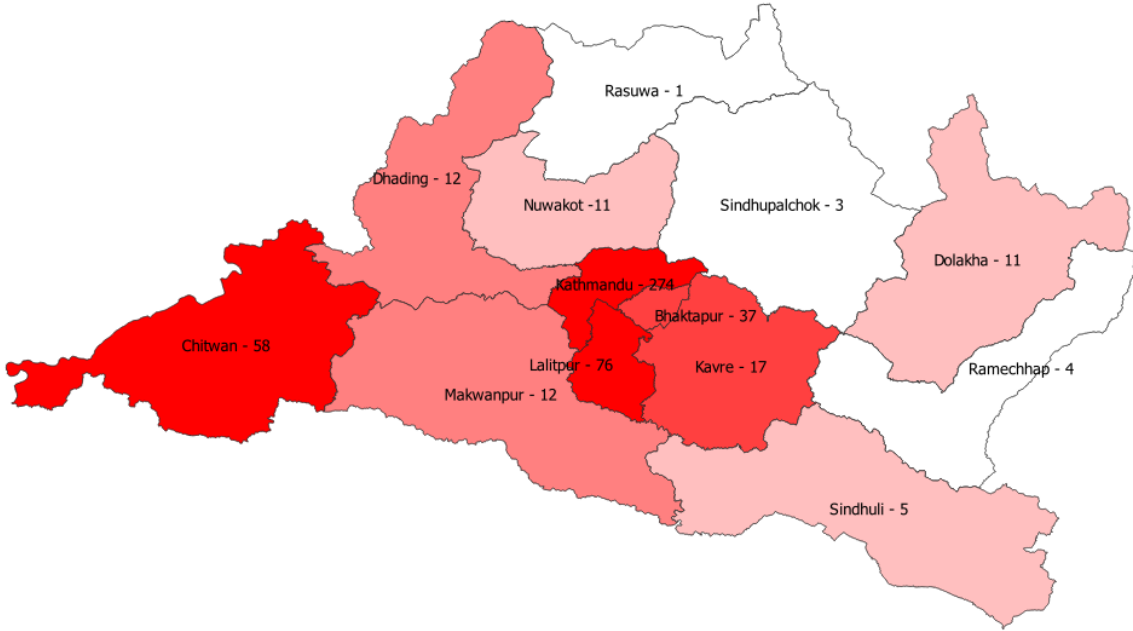 Rasuwa - 1
Dhading - 12
Nuwakot -11
Sindhupalchok - 3
Dolakha - 11
Kathmandu - 274
Bhaktapur - 37
Chitwan - 58
Lalitpur - 76
Kavre - 17
Ramechhap - 4
Makwanpur - 12
Sindhuli - 5